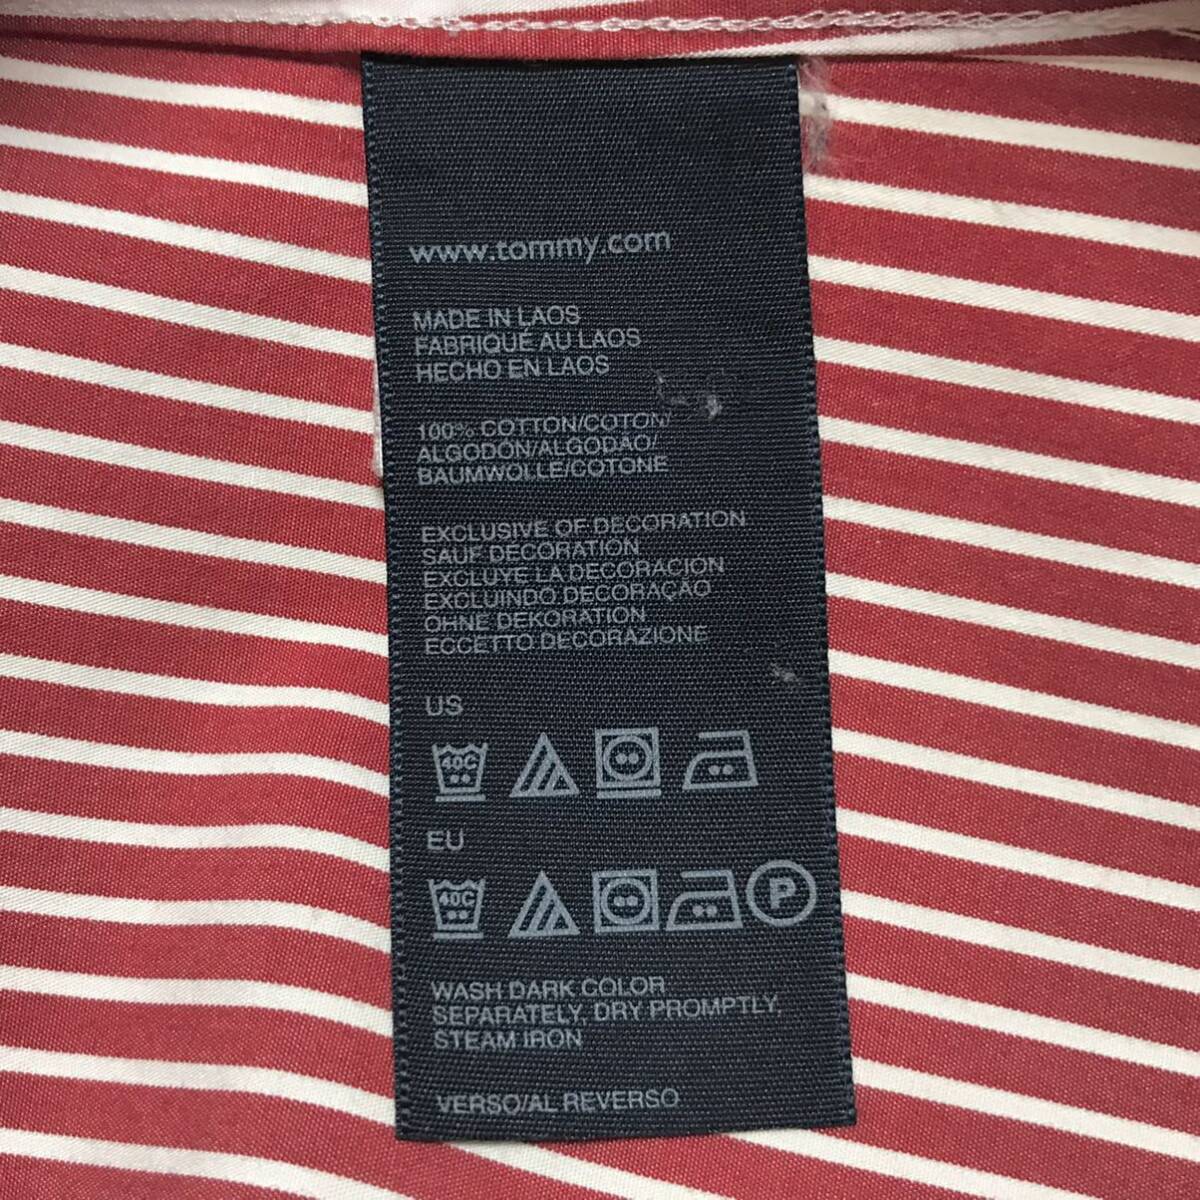 www.tommy.com
MADE IN LAOS
FABRIQUÉ AU LAOS
HECHO EN LAOS
100% COTTON/COTON/
ALGODÓN/ALGODAO/
BAUMWOLLE/COTONE
EXCLUSIVE OF DECORATION
SAUF DECORATION
EXCLUYE LA DECORACIÓN
EXCLUINDO DECORAÇÃO
OHNE DEKORATION
ECCETTO DECORAZIONE
US
40C
EU
40C
P
WASH DARK COLOR
SEPARATELY, DRY PROMPTLY,
STEAM IRON
VERSO/AL REVERSO